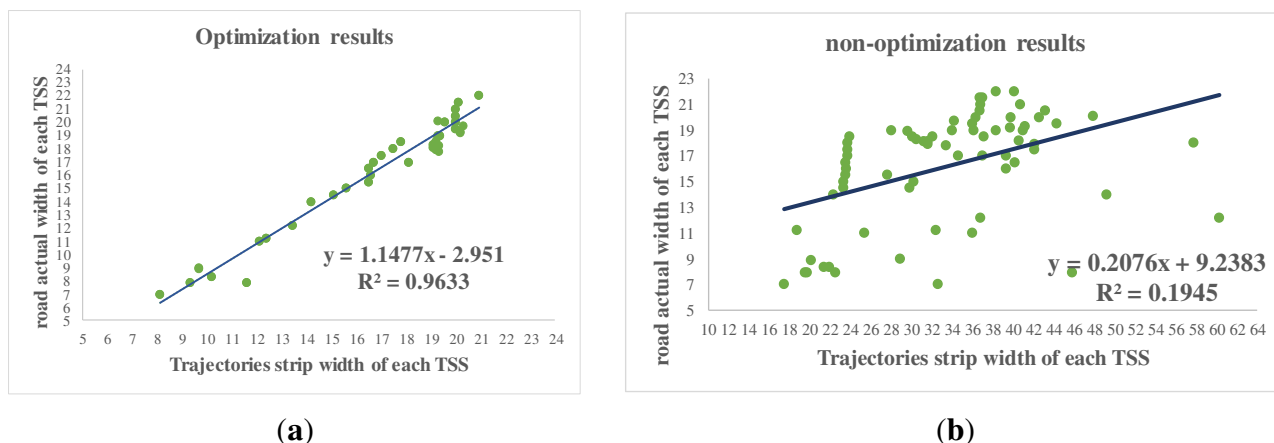 Optimization results
road actual width of each TSS
24
23
22
21
20
19
18
17
16
15
14
13
12
11
10
9
8
7
6
5
y = 1.1477x - 2.951
R² = 0.9633
5 6 7 8 9 10 11 12 13 14 15 16 17 18 19 20 21 22 23 24
Trajectories strip width of each TSS
(a)
non-optimization results
road actual width of each TSS
23
21
19
17
15
13
11
9
7
5
y = 0.2076x + 9.2383
R² = 0.1945
10 12 14 16 18 20 22 24 26 28 30 32 34 36 38 40 42 44 46 48 50 52 54 56 58 60 62 64
Trajectories strip width of each TSS
(b)